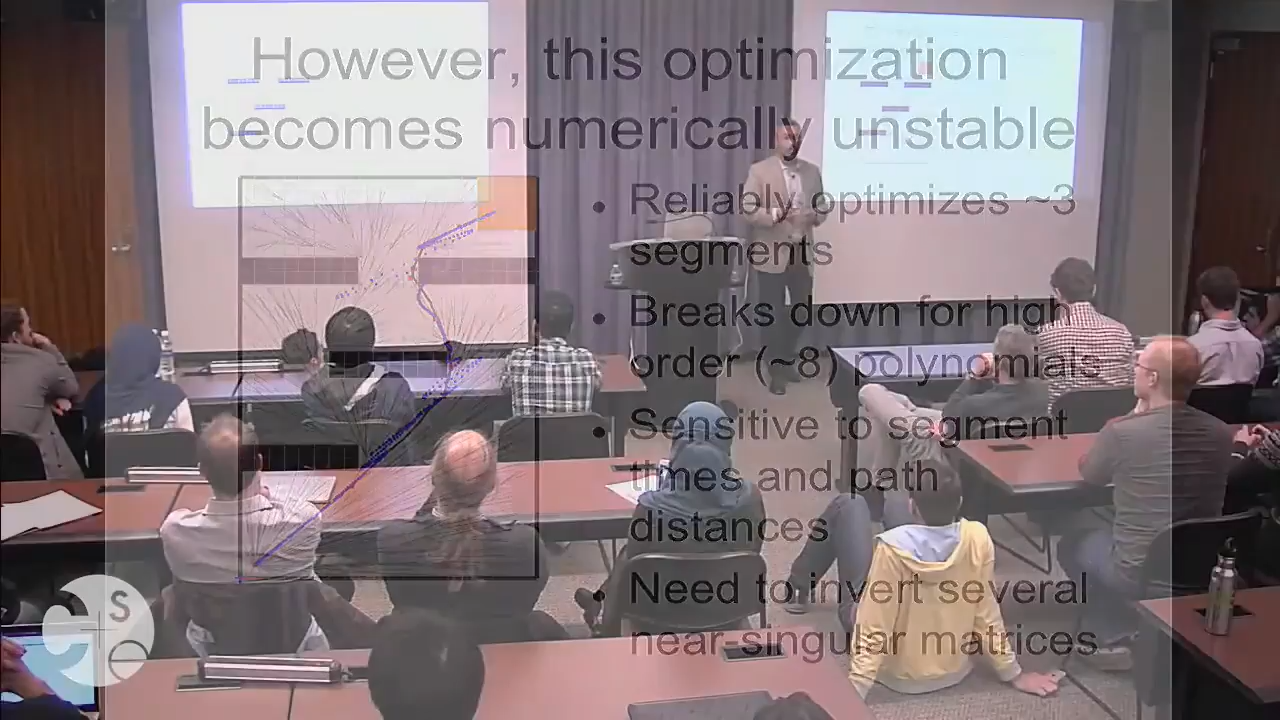 However, this optimization
becomes numerically unstable
• Reliably optimizes ~3
segments
• Breaks down for high
order (~8) polynomials
• Sensitive to segment
times and path
distances
• Need to invert several
near-singular matrices
CS
e